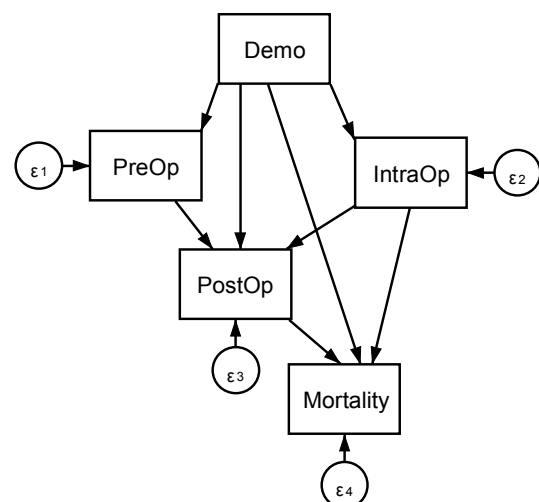 Demo
PreOp
IntraOp
ε1
ε2
PostOp
ε3
Mortality
ε4